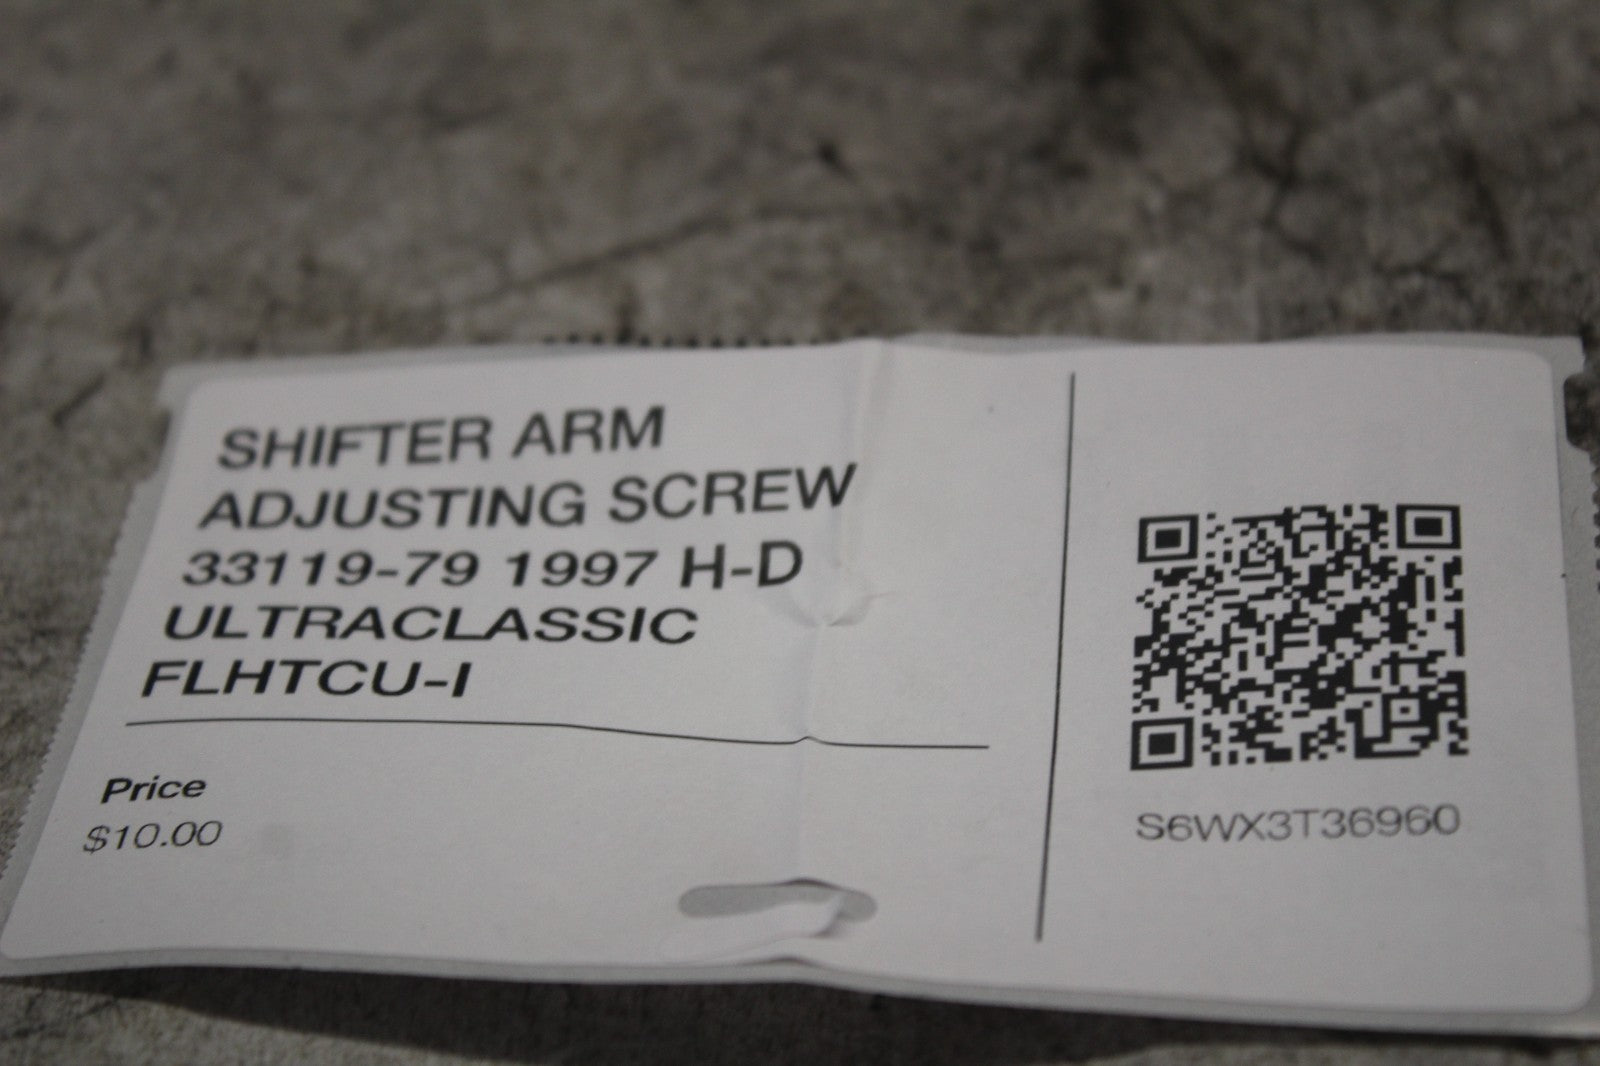 SHIFTER ARM
ADJUSTING SCREW
33119-79 1997 H-D
ULTRACLASSIC
FLHTCU-I
Price
$10.00
S6WX3T36960